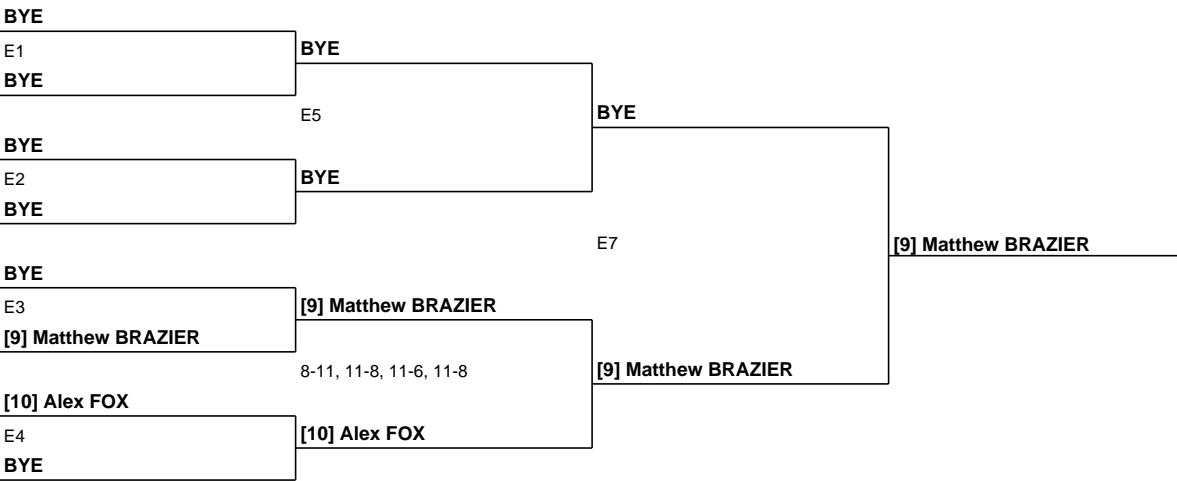 BYE
E1
BYE
BYE
E5
BYE
BYE
E2
BYE
BYE
E7
[9] Matthew BRAZIER
BYE
E3
[9] Matthew BRAZIER
[9] Matthew BRAZIER
8-11, 11-8, 11-6, 11-8
[9] Matthew BRAZIER
[10] Alex FOX
E4
[10] Alex FOX
BYE